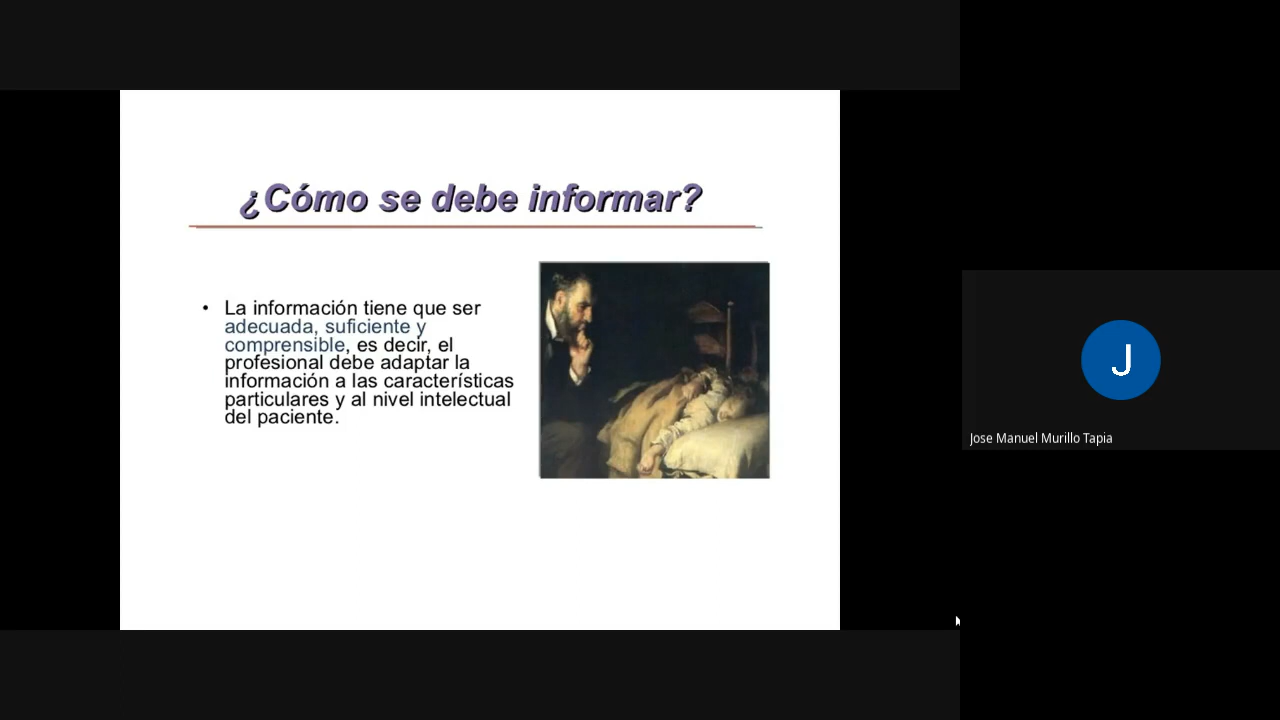 ¿Cómo se debe informar?
• La información tiene que ser
adecuada, suficiente y
comprensible, es decir, el
profesional debe adaptar la
información a las características
particulares y al nivel intelectual
del paciente.
J
Jose Manuel Murillo Tapia